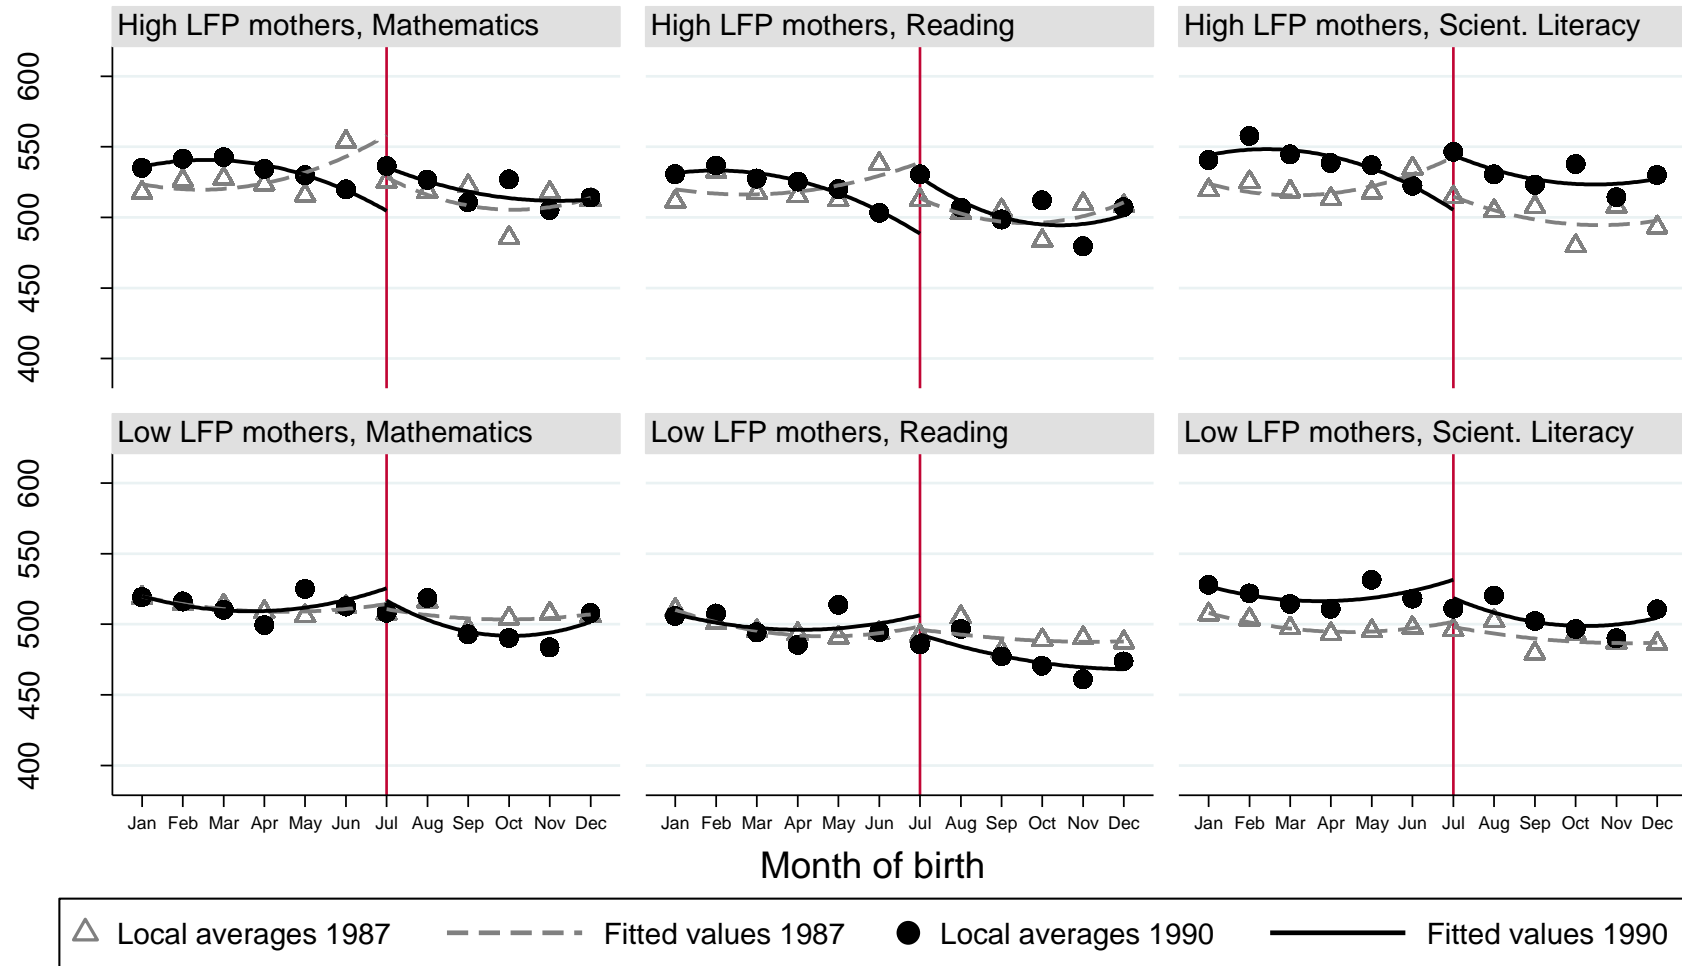 High LFP mothers, Mathematics
High LFP mothers, Reading
High LFP mothers, Scient. Literacy
600
550
500
450
400
Low LFP mothers, Mathematics
Low LFP mothers, Reading
Low LFP mothers, Scient. Literacy
600
550
500
450
400
Jan Feb Mar Apr May Jun Jul Aug Sep Oct Nov Dec
Jan Feb Mar Apr May Jun Jul Aug Sep Oct Nov Dec
Jan Feb Mar Apr May Jun Jul Aug Sep Oct Nov Dec
Month of birth
Local averages 1987
Fitted values 1987
Local averages 1990
Fitted values 1990